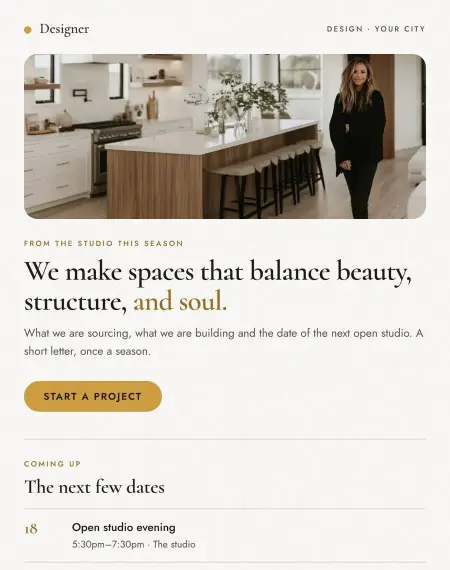 Designer
DESIGN · YOUR CITY
FROM THE STUDIO THIS SEASON
We make spaces that balance beauty,
structure, and soul.
What we are sourcing, what we are building and the date of the next open studio. A
short letter, once a season.
START A PROJECT
COMING UP
The next few dates
18
Open studio evening
5:30pm–7:30pm · The studio